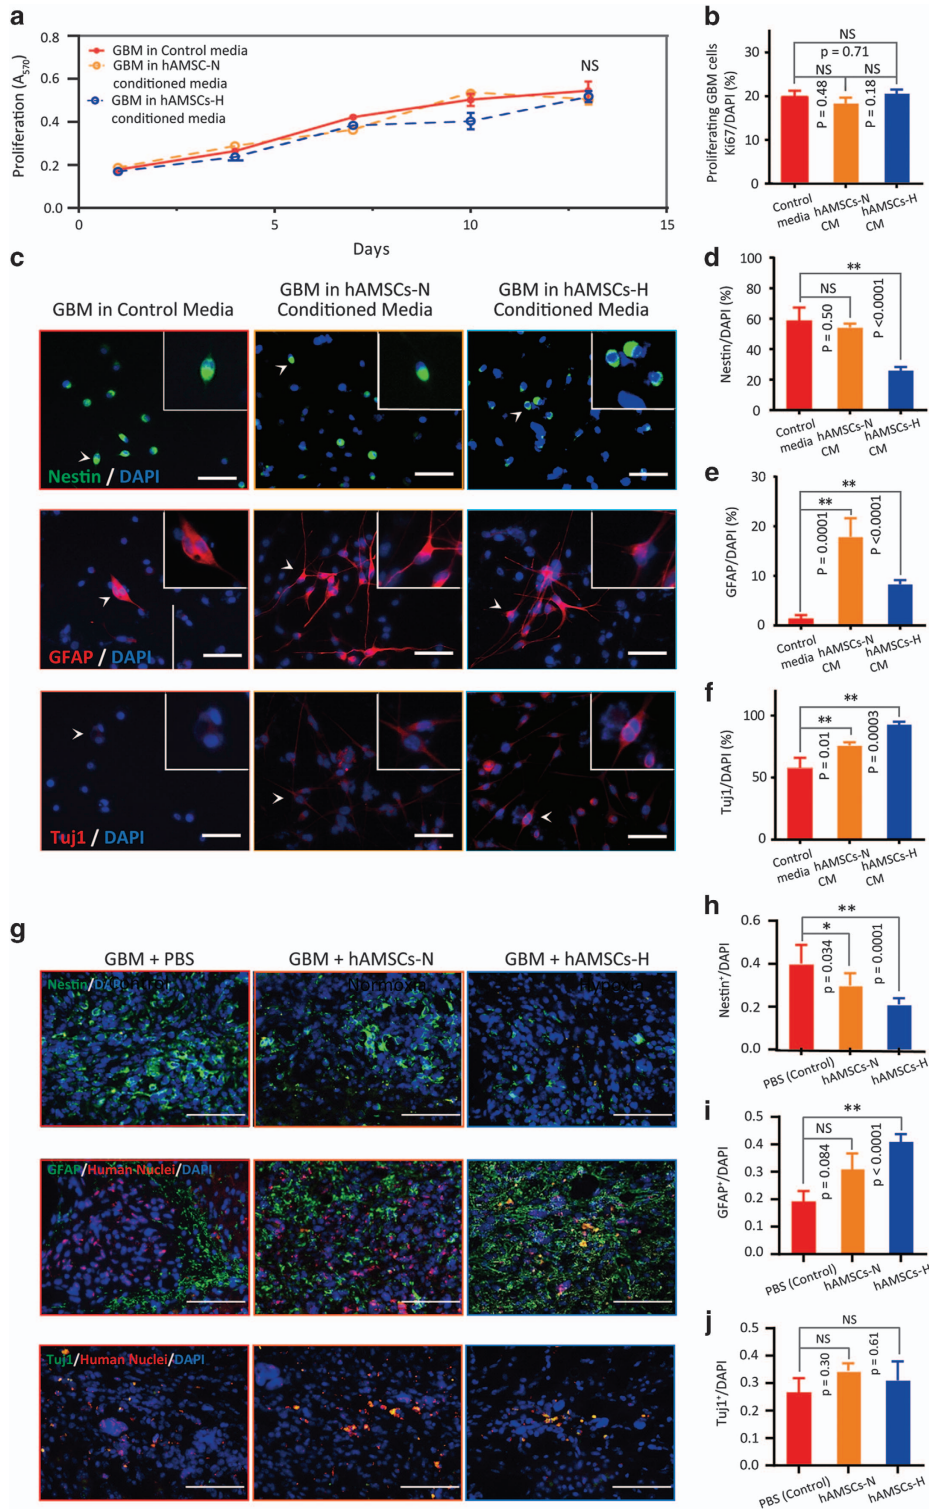 a
0.8
0.6
0.4
0.2
0.0
Proliferation (A570)
GBM in Control media
GBM in hAMSC-N
conditioned media
GBM in hAMSCs-H
conditioned media
NS
0
5
10
15
Days
b
Proliferating GBM cells
Ki67/DAPI (%)
30
20
10
0
NS
p = 0.71
NS
NS
P = 0.48
P = 0.18
Control
media
hAMSCs-N
CM
hAMSCs-H
CM
c
GBM in Control Media
GBM in hAMSCs-N
Conditioned Media
GBM in hAMSCs-H
Conditioned Media
Nestin / DAPI
GFAP / DAPI
Tuj1 / DAPI
d
Nestin/DAPI (%)
100
80
60
40
20
0
**
NS
P = 0.50
P <0.0001
Control
media
hAMSCs-N
CM
hAMSCs-H
CM
e
GFAP/DAPI (%)
30
20
10
0
**
**
P = 0.0001
P <0.0001
Control
media
hAMSCs-N
CM
hAMSCs-H
CM
f
Tuj1/DAPI (%)
100
50
0
**
**
P = 0.01
P = 0.0003
Control
media
hAMSCs-N
CM
hAMSCs-H
CM
g
GBM + PBS
GBM + hAMSCs-N
GBM + hAMSCs-H
Nestin/DAPI
Normoxia
GFAP/Human Nuclei/DAPI
Tuj1/Human Nuclei/DAPI
h
Nestin+/DAPI
0.6
0.4
0.2
0.0
**
*
p = 0.034
p = 0.0001
PBS (Control)
hAMSCs-N
hAMSCs-H
i
GFAP+/DAPI
0.5
0.4
0.3
0.2
0.1
0.0
**
NS
p = 0.084
p < 0.0001
PBS (Control)
hAMSCs-N
hAMSCs-H
j
Tuj1+/DAPI
0.5
0.4
0.3
0.2
0.1
0.0
NS
NS
p = 0.30
p = 0.61
PBS (Control)
hAMSCs-N
hAMSCs-H